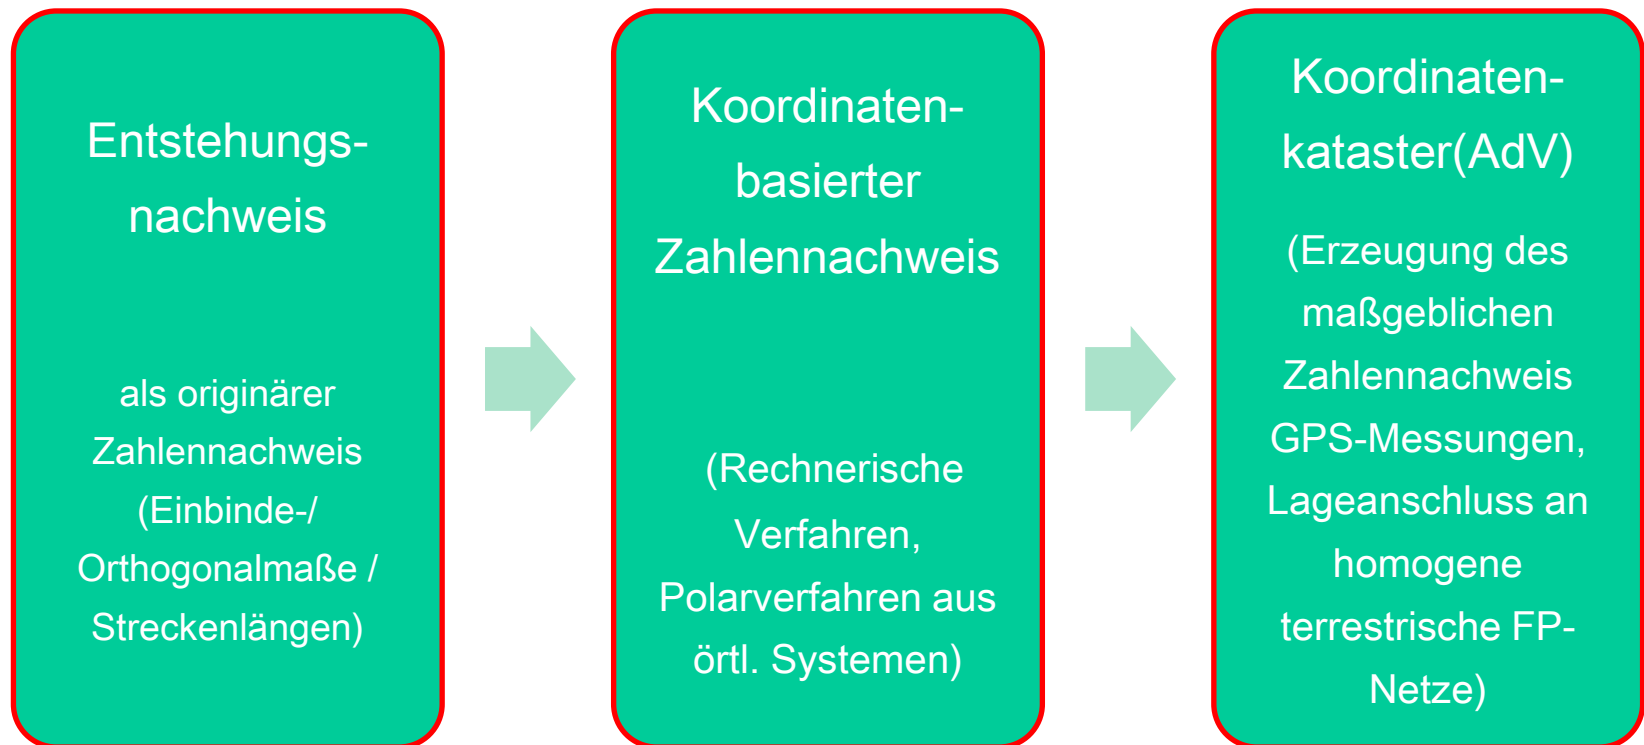 Entstehungs-
nachweis
als originärer
Zahlennachweis
(Einbinde-/
Orthogonalmaße /
Streckenlängen)
Koordinaten-
basierter
Zahlennachweis
(Rechnerische
Verfahren,
Polarverfahren aus
örtl. Systemen)
Koordinaten-
kataster(AdV)
(Erzeugung des
maßgeblichen
Zahlennachweis
GPS-Messungen,
Lageanschluss an
homogene
terrestrische FP-
Netze)